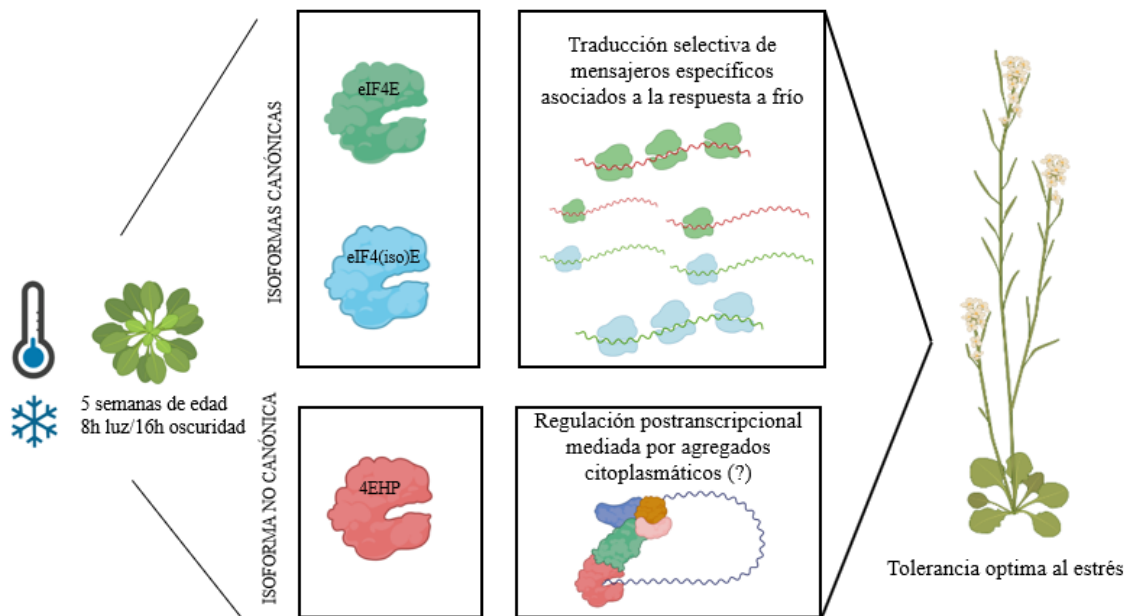 5 semanas de edad
8h luz/16h oscuridad
ISOFORMAS CANÓNICAS
eIF4E
eIF4(iso)E
Traducción selectiva de
mensajeros específicos
asociados a la respuesta a frío
ISOFORMA NO CANÓNICA
4EHP
Regulación postranscripcional
mediada por agregados
citoplasmáticos (?)
Tolerancia optima al estrés